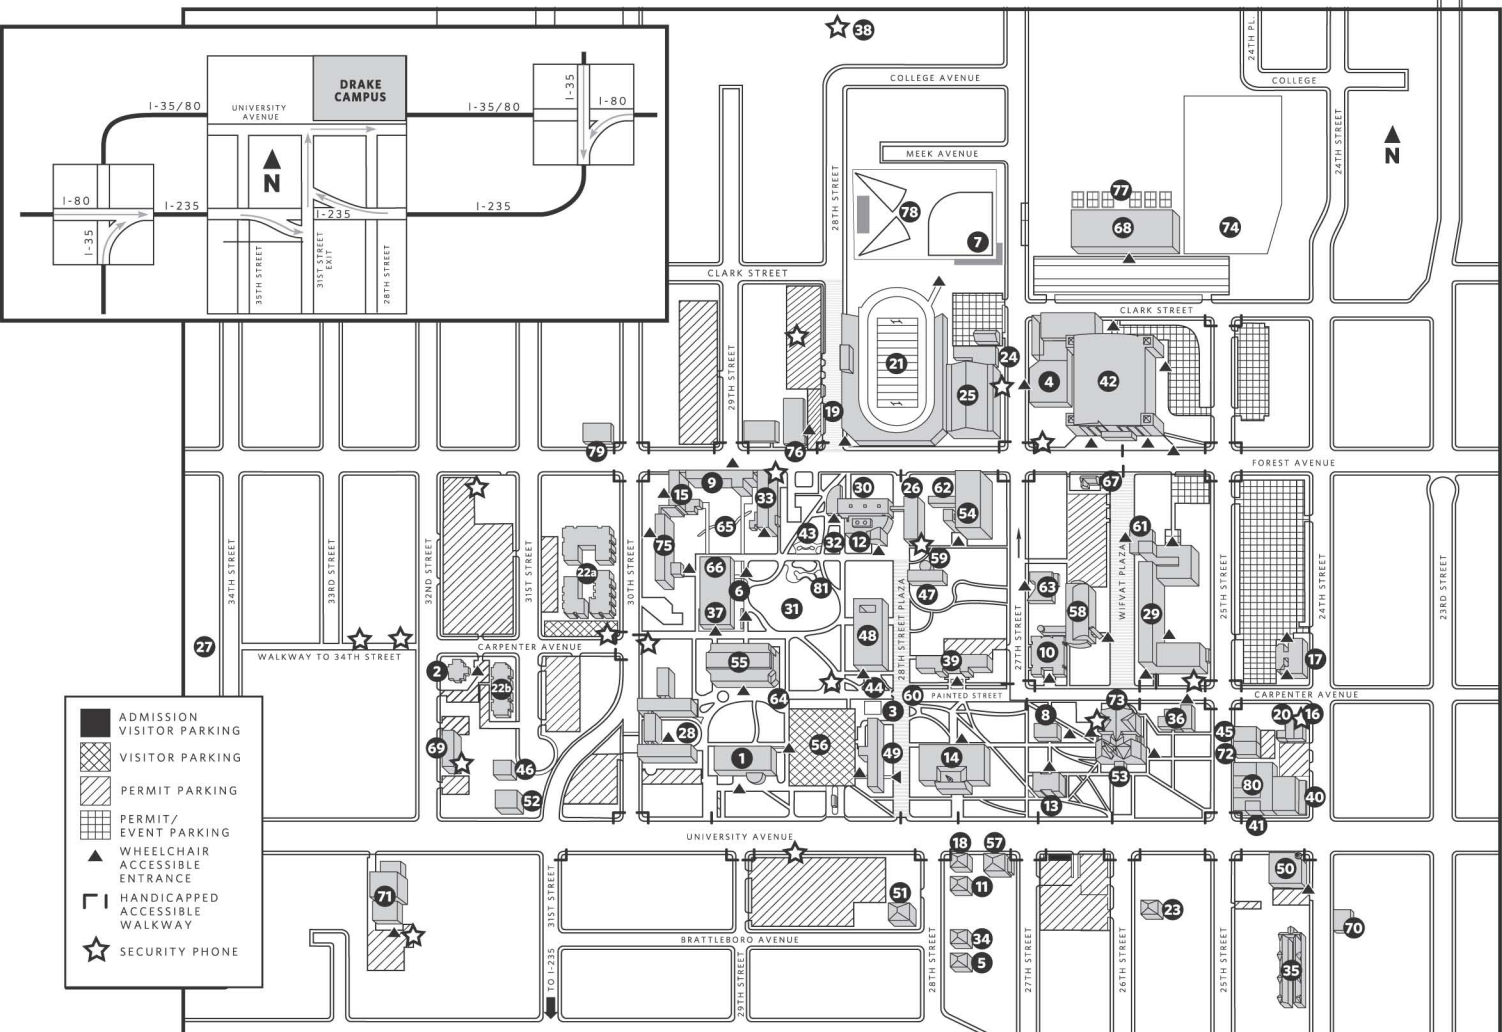 DRAKE
CAMPUS
I-35/80
UNIVERSITY
AVENUE
I-35/80
I-35
I-80
N
I-80
I-235
I-235
I-235
I-35
35TH STREET
31ST STREET
EXIT
28TH STREET
38
24TH PL.
COLLEGE AVENUE
COLLEGE
24TH STREET
N
MEEK AVENUE
28TH STREET
78
7
77
68
74
CLARK STREET
CLARK STREET
29TH STREET
21
24
25
4
42
19
79
76
FOREST AVENUE
9
15
33
65
75
43
30
32
12
26
62
54
67
61
34TH STREET
33RD STREET
32ND STREET
31ST STREET
30TH STREET
22a
66
6
37
81
31
59
47
48
28TH STREET PLAZA
27TH STREET
63
58
10
WIFVAT PLAZA
29
25TH STREET
24TH STREET
23RD STREET
27
WALKWAY TO 34TH STREET
CARPENTER AVENUE
2
22b
55
64
44
39
60
PAINTED STREET
17
CARPENTER AVENUE
69
46
52
28
1
56
3
49
14
8
73
36
53
13
45
72
20
16
80
40
41
ADMISSION
VISITOR PARKING
VISITOR PARKING
PERMIT PARKING
PERMIT/
EVENT PARKING
WHEELCHAIR
ACCESSIBLE
ENTRANCE
HANDICAPPED
ACCESSIBLE
WALKWAY
SECURITY PHONE
UNIVERSITY AVENUE
71
31ST STREET
TO I-235
BRATTLEBORO AVENUE
29TH STREET
51
18
57
11
34
5
28TH STREET
27TH STREET
26TH STREET
23
25TH STREET
50
70
35